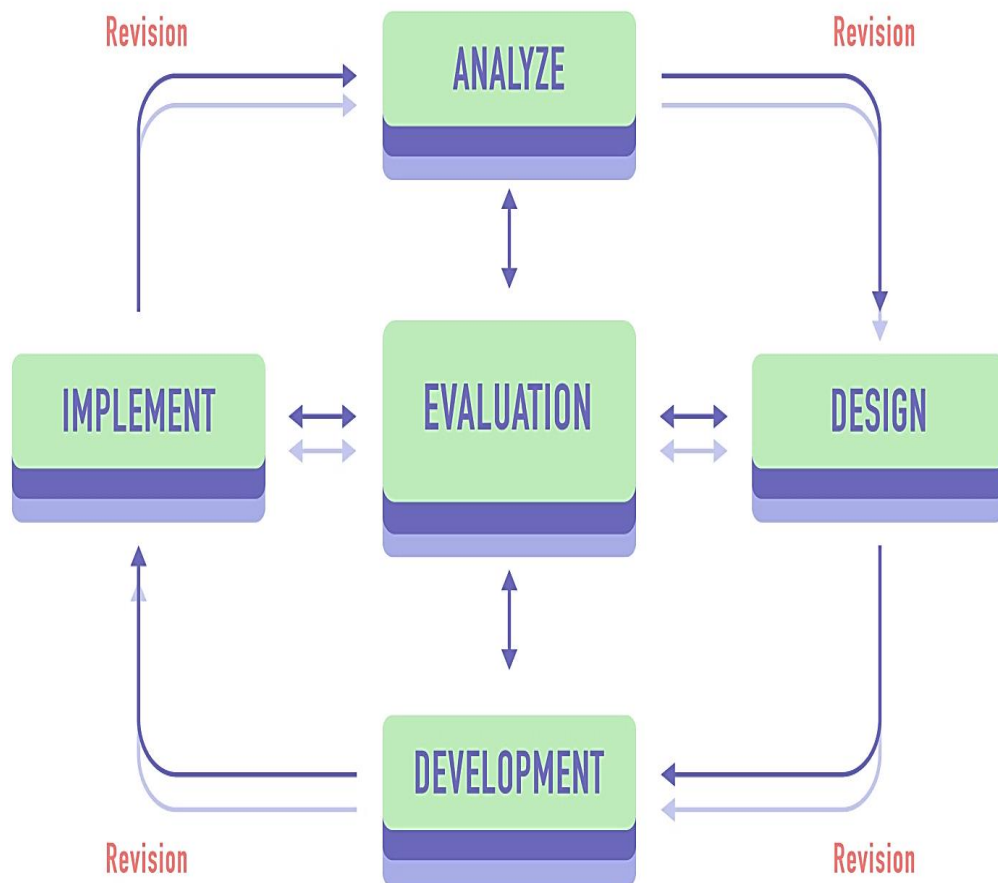 Revision
Revision
ANALYZE
IMPLEMENT
EVALUATION
DESIGN
DEVELOPMENT
Revision
Revision